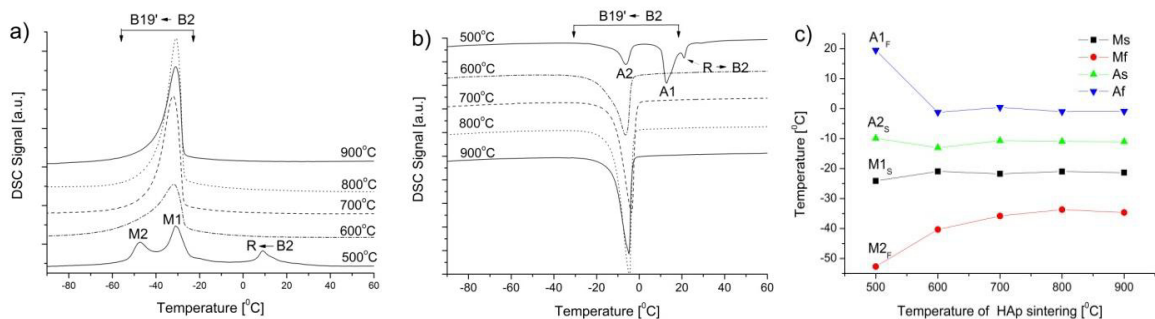 a)
B19' ← B2
DSC Signal [a.u.]
900°C
800°C
700°C
600°C
500°C
M2
M1
R ← B2
-80 -60 -40 -20 0 20 40 60
Temperature [°C]
b)
B19' ← B2
DSC Signal [a.u.]
500°C
600°C
700°C
800°C
900°C
A2
A1
R → B2
-80 -60 -40 -20 0 20 40 60
Temperature [°C]
c)
Ms
Mf
As
Af
A1F
A2S
M1S
M2F
Temperature [°C]
20
10
0
-10
-20
-30
-40
-50
500 600 700 800 900
Temperature of HAp sintering [°C]